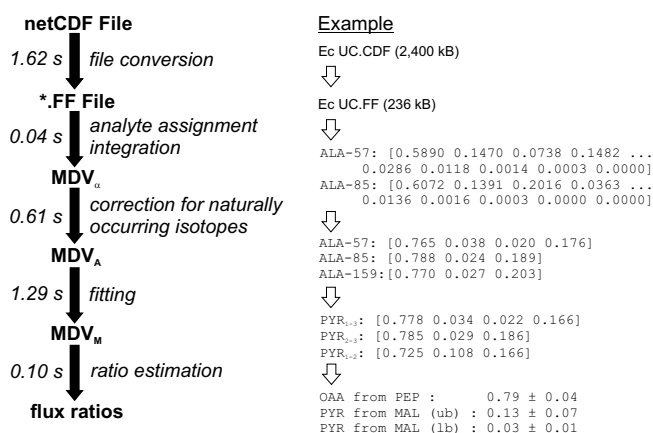 netCDF File
1.62 s file conversion
*.FF File
0.04 s analyte assignment
integration
MDVα
0.61 s correction for naturally
occurring isotopes
MDVA
1.29 s fitting
MDVM
0.10 s ratio estimation
flux ratios
Example
Ec UC.CDF (2,400 kB)
Ec UC.FF (236 kB)
ALA-57: [0.5890 0.1470 0.0738 0.1482 ...
0.0286 0.0118 0.0014 0.0003 0.0000]
ALA-85: [0.6072 0.1391 0.2016 0.0363 ...
0.0136 0.0016 0.0003 0.0000 0.0000]
ALA-57: [0.765 0.038 0.020 0.176]
ALA-85: [0.788 0.024 0.189]
ALA-159:[0.770 0.027 0.203]
PYR1-3: [0.778 0.034 0.022 0.166]
PYR2-3: [0.785 0.029 0.186]
PYR1-2: [0.725 0.108 0.166]
OAA from PEP : 0.79 ± 0.04
PYR from MAL (ub) : 0.13 ± 0.07
PYR from MAL (lb) : 0.03 ± 0.01